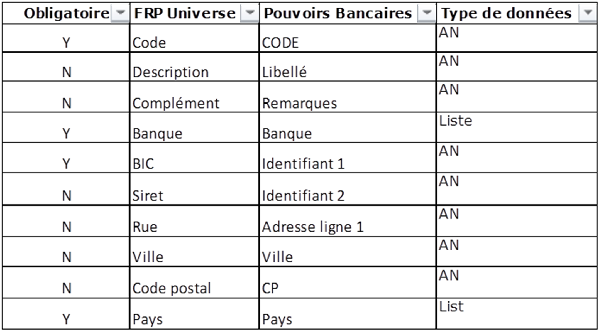 Obligatoire FRP Universe Pouvoirs Bancaires Type de données
Y Code CODE AN
N Description Libellé AN
N Complément Remarques AN
Y Banque Banque Liste
Y BIC Identifiant 1 AN
N Siret Identifiant 2 AN
N Rue Adresse ligne 1 AN
N Ville Ville AN
N Code postal CP AN
Y Pays Pays List